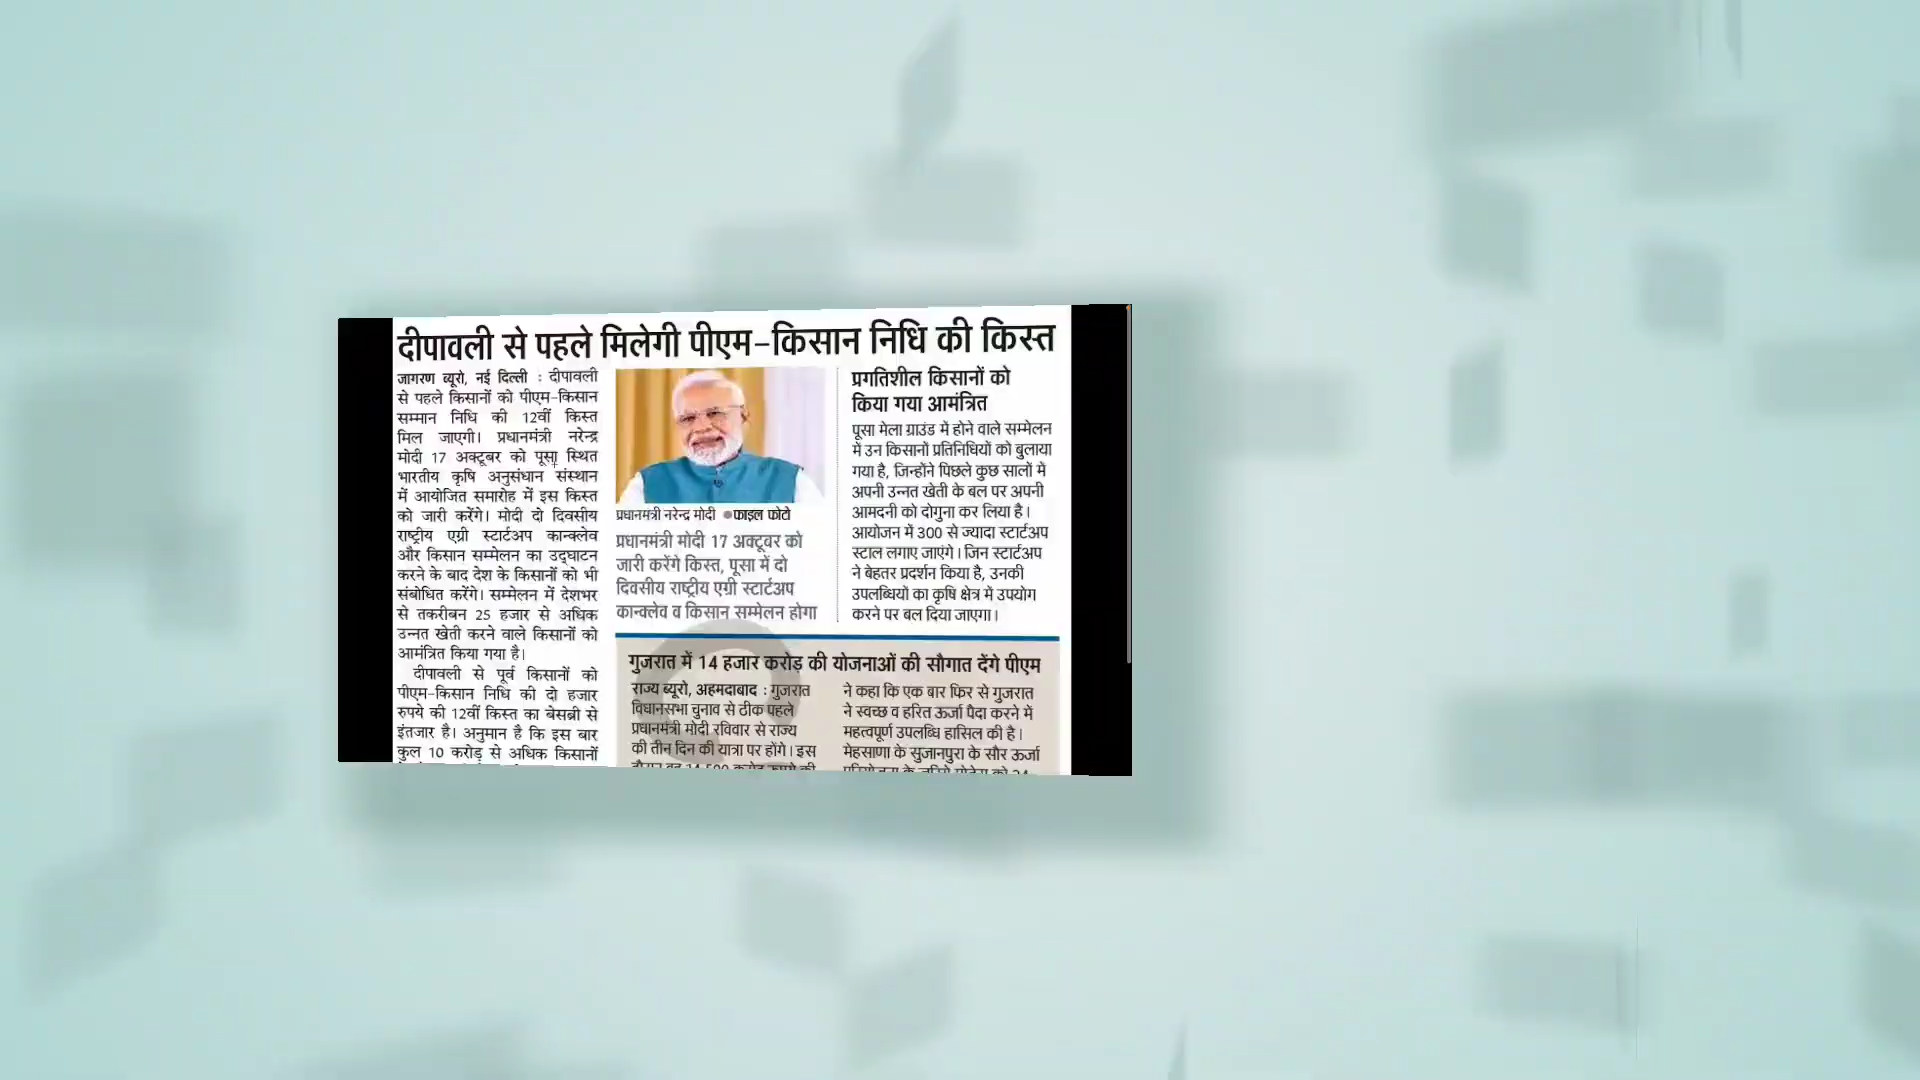 दीपावली से पहले मिलेगी पीएम-किसान निधि की किस्त
जागरण ब्यूरो, नई दिल्ली : दीपावली
से पहले किसानों को पीएम-किसान
सम्मान निधि की 12वीं किस्त
मिल जाएगी। प्रधानमंत्री नरेन्द्र
मोदी 17 अक्टूबर को पूसा स्थित
भारतीय कृषि अनुसंधान संस्थान
में आयोजित समारोह में इस किस्त
को जारी करेंगे। मोदी दो दिवसीय
राष्ट्रीय एग्री स्टार्टअप कान्क्लेव
और किसान सम्मेलन का उद्घाटन
करने के बाद देश के किसानों को भी
संबोधित करेंगे। सम्मेलन में देशभर
से तकरीबन 25 हजार से अधिक
उन्नत खेती करने वाले किसानों को
आमंत्रित किया गया है।
दीपावली से पूर्व किसानों को
पीएम-किसान निधि की दो हजार
रुपये की 12वीं किस्त का बेसब्री से
इंतजार है। अनुमान है कि इस बार
कुल 10 करोड़ से अधिक किसानों
प्रधानमंत्री नरेन्द्र मोदी ●फाइल फोटो
प्रधानमंत्री मोदी 17 अक्टूबर को
जारी करेंगे किस्त, पूसा में दो
दिवसीय राष्ट्रीय एग्री स्टार्टअप
कान्क्लेव व किसान सम्मेलन होगा
प्रगतिशील किसानों को
किया गया आमंत्रित
पूसा मेला ग्राउंड में होने वाले सम्मेलन
में उन किसानों प्रतिनिधियों को बुलाया
गया है, जिन्होंने पिछले कुछ सालों में
अपनी उन्नत खेती के बल पर अपनी
आमदनी को दोगुना कर लिया है।
आयोजन में 300 से ज्यादा स्टार्टअप
स्टाल लगाए जाएंगे। जिन स्टार्टअप
ने बेहतर प्रदर्शन किया है, उनकी
उपलब्धियों का कृषि क्षेत्र में उपयोग
करने पर बल दिया जाएगा।
गुजरात में 14 हजार करोड़ की योजनाओं की सौगात देंगे पीएम
राज्य ब्यूरो, अहमदाबाद : गुजरात
विधानसभा चुनाव से ठीक पहले
प्रधानमंत्री मोदी रविवार से राज्य
की तीन दिन की यात्रा पर होंगे। इस
ने कहा कि एक बार फिर से गुजरात
ने स्वच्छ व हरित ऊर्जा पैदा करने में
महत्वपूर्ण उपलब्धि हासिल की है।
मेहसाणा के सुजानपुरा के सौर ऊर्जा